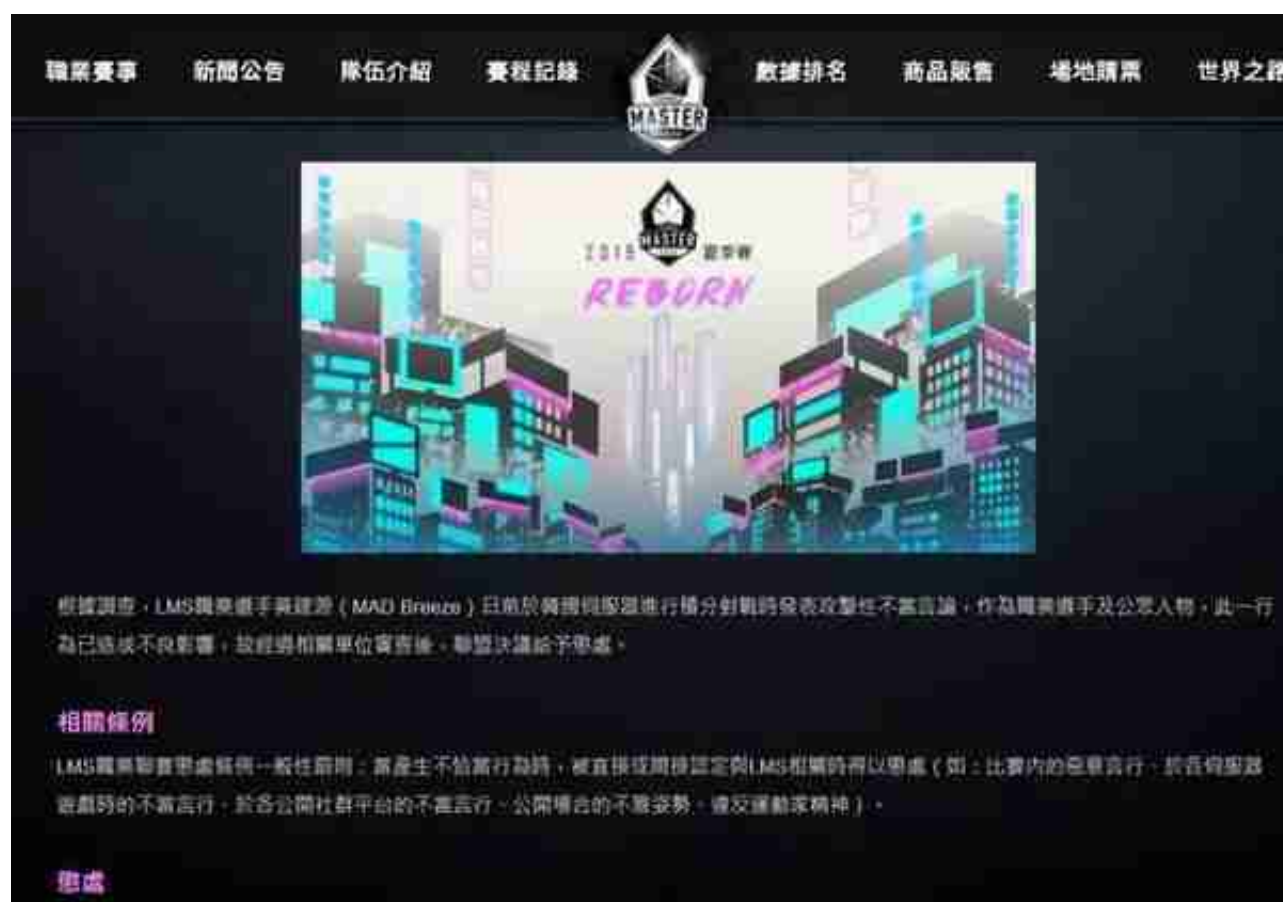 職業賽事 新聞公告 隊伍介紹 賽程記錄 MASTER 數據排名 商品販售 場地購票 世界之路
MASTER
夏季賽
REBORN
根據調查,LMS職業選手 (MAD Breeze)日前於韓國伺服器進行積分對戰時發表攻擊性不當言論,作為職業選手及公眾人物,此一行
為已造成不良影響,故經過相關單位審查後,聯盟決議給予懲處。
相關條例
LMS職業聯賽懲處條例一般性原則:當產生不恰當行為時,被直接或間接認定與LMS相關時得以懲處(如:比賽內的惡意言行、於各伺服器
遊戲時的不當言行、於各公開社群平台的不當言行、公開場合的不雅姿勢、違反運動家精神)。
懲處